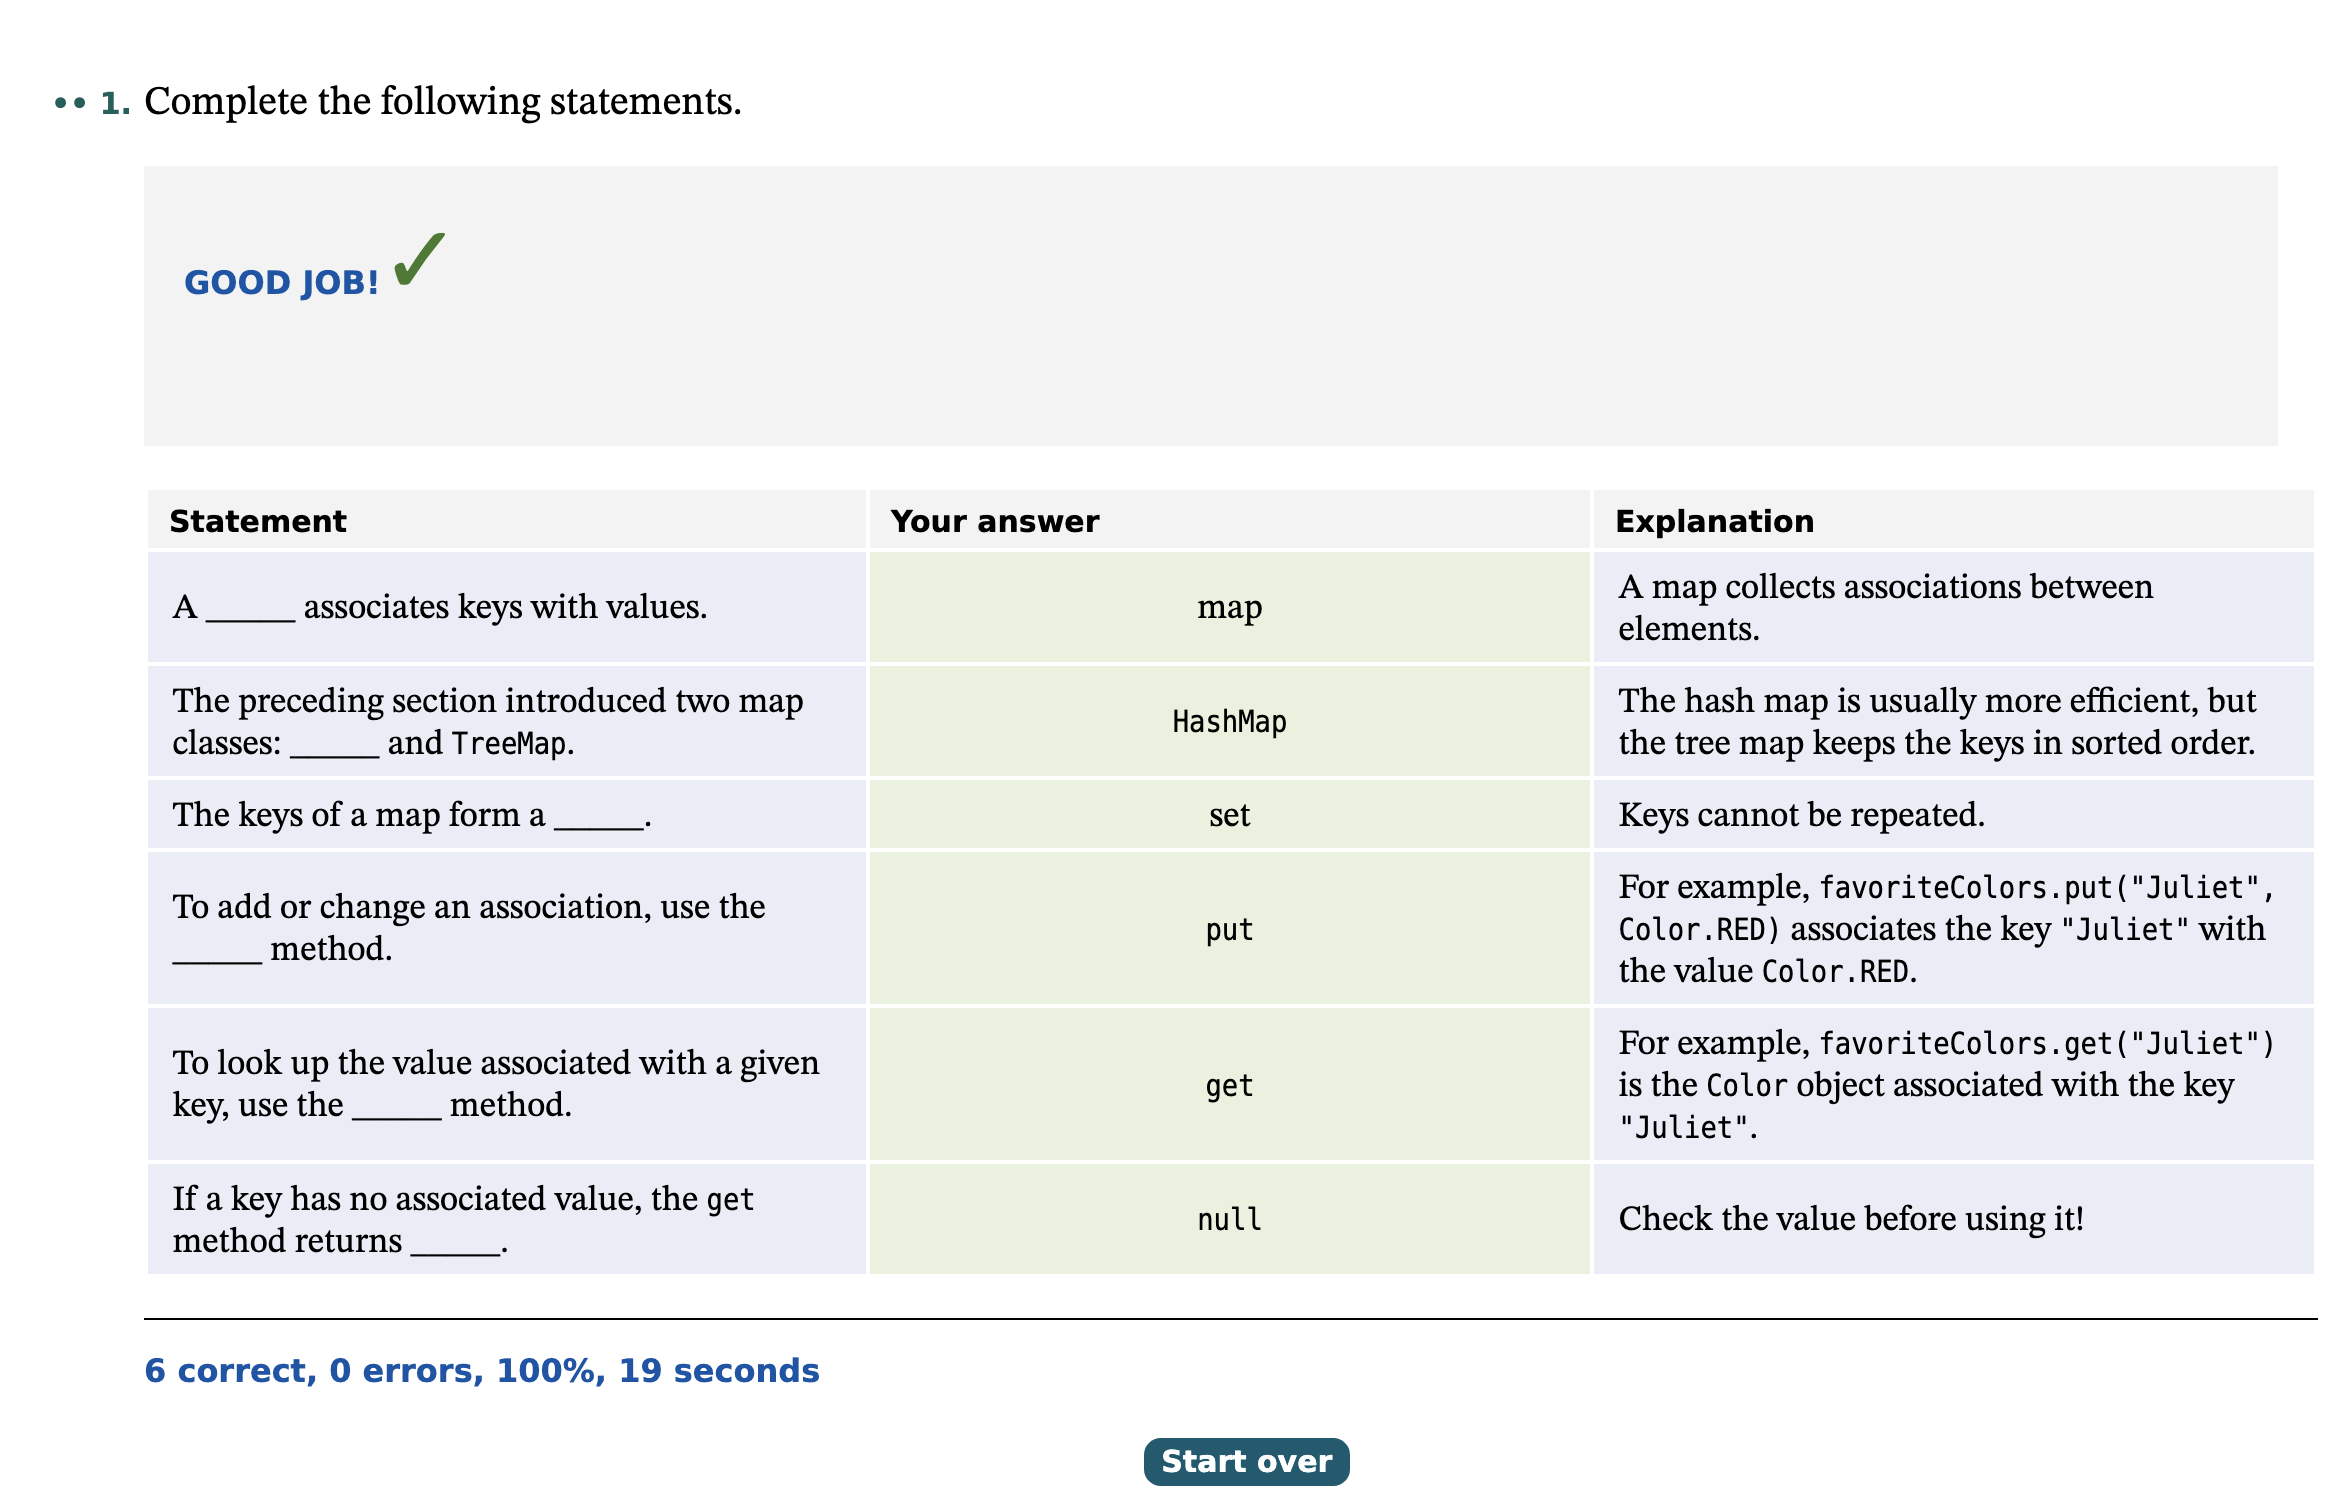 •• 1. Complete the following statements.
GOOD JOB! ✓
Statement Your answer Explanation
A _____ associates keys with values. map A map collects associations between
elements.
The preceding section introduced two map
classes: _____ and TreeMap. HashMap The hash map is usually more efficient, but
the tree map keeps the keys in sorted order.
The keys of a map form a _____. set Keys cannot be repeated.
To add or change an association, use the
_____ method. put For example, favoriteColors.put("Juliet",
Color.RED) associates the key "Juliet" with
the value Color.RED.
To look up the value associated with a given
key, use the _____ method. get For example, favoriteColors.get("Juliet")
is the Color object associated with the key
"Juliet".
If a key has no associated value, the get
method returns _____. null Check the value before using it!
6 correct, 0 errors, 100%, 19 seconds
Start over